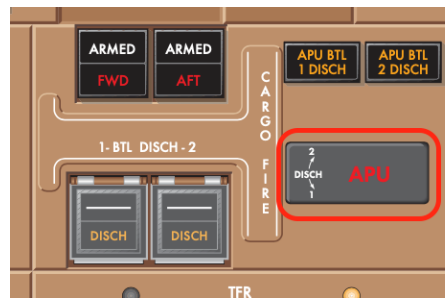 ARMED
FWD
ARMED
AFT
CARGO FIRE
1- BTL DISCH - 2
DISCH
DISCH
APU BTL
1 DISCH
APU BTL
2 DISCH
2
DISCH
1
APU
TFR